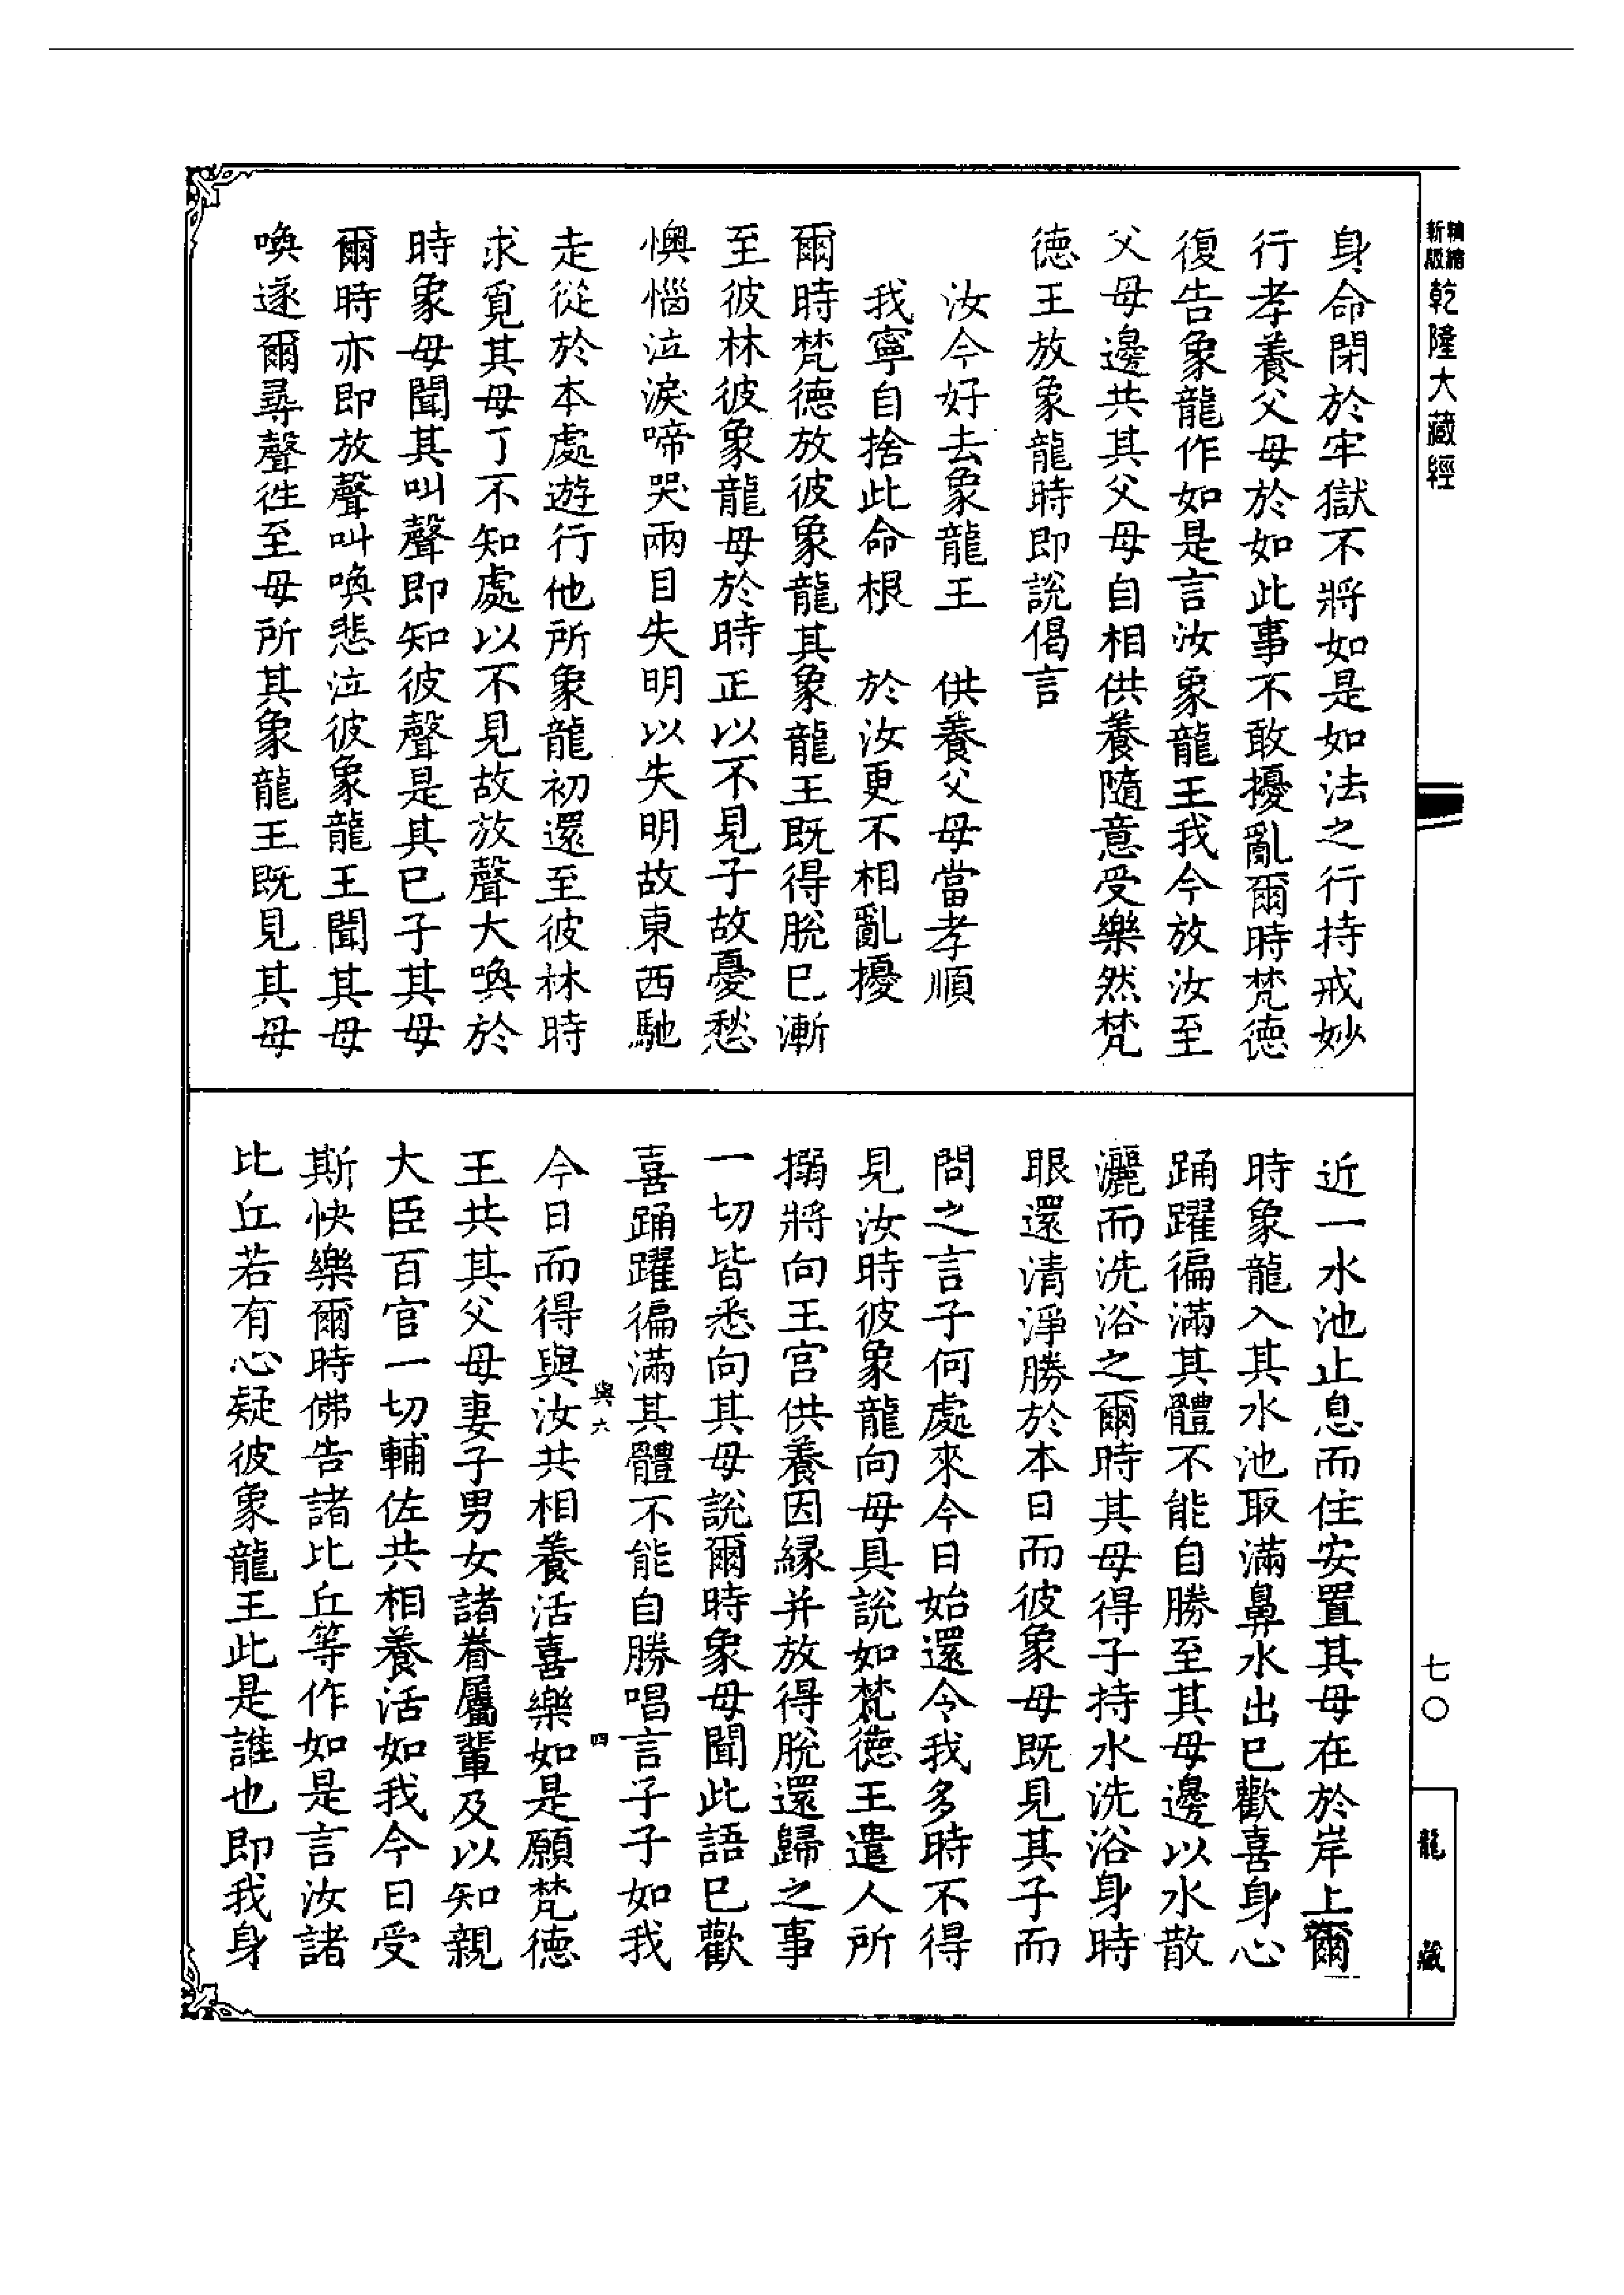 精縮
新版
乾隆大藏經
身命閉於牢獄不將如是如法之行持戒妙
行孝養父母於如此事不敢擾亂爾時梵德
復告象龍作如是言汝象龍王我今放汝至
父母邊共其父母自相供養隨意受樂然梵
德王放象龍時即說偈言
汝今好去象龍王　供養父母當孝順
我寧自捨此命根　於汝更不相亂擾
爾時梵德放彼象龍其象龍王既得脫已漸
至彼林彼象龍母於時正以不見子故憂愁
懊惱泣淚啼哭兩目失明以失明故東西馳
走從於本處遊行他所象龍初還至彼林時
求覓其母了不知處以不見故放聲大喚於
時象母聞其叫聲即知彼聲是其已子其母
爾時亦即放聲叫喚悲泣彼象龍王聞其母
喚遂爾尋聲徃至母所其象龍王既見其母
近一水池止息而住安置其母在於岸上爾
時象龍入其水池取滿鼻水出已歡喜身心
踊躍徧滿其體不能自勝至其母邊以水散
灑而洗浴之爾時其母得子持水洗浴身時
眼還清淨勝於本日而彼象母既見其子而
問之言子何處來今日始還令我多時不得
見汝時彼象龍向母具說如梵德王遣人所
搦將向王宮供養因緣并放得脫還歸之事
一切皆悉向其母說爾時象母聞此語已歡
喜踊躍徧滿其體不能自勝唱言子子如我
與六　四
今日而得與汝共相養活喜樂如是願梵德
王共其父母妻子男女諸眷屬輩及以知親
大臣百官一切輔佐共相養活如我今日受
斯快樂爾時佛告諸比丘等作如是言汝諸
比丘若有心疑彼象龍王此是誰也即我身
七〇
龍藏